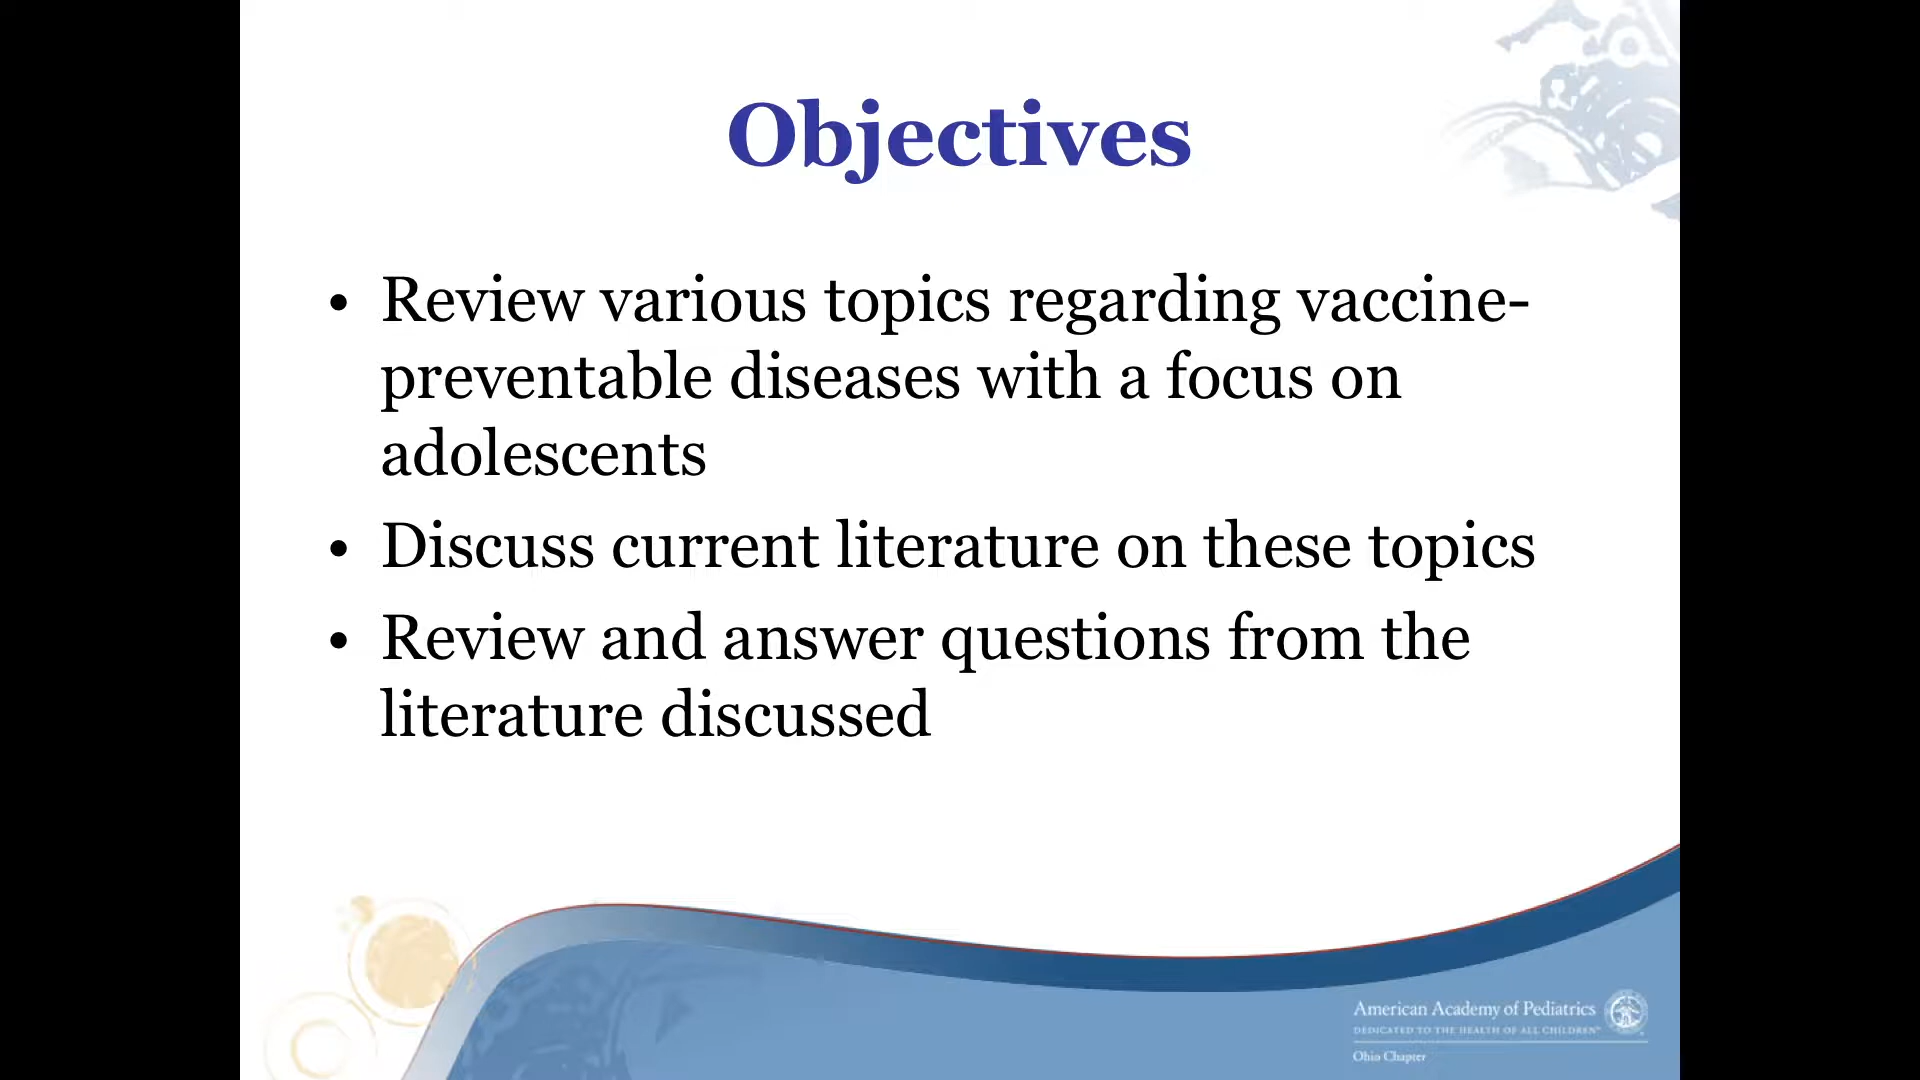 Objectives
• Review various topics regarding vaccine-
preventable diseases with a focus on
adolescents
• Discuss current literature on these topics
• Review and answer questions from the
literature discussed
American Academy of Pediatrics
DEDICATED TO THE HEALTH OF ALL CHILDREN™
Ohio Chapter